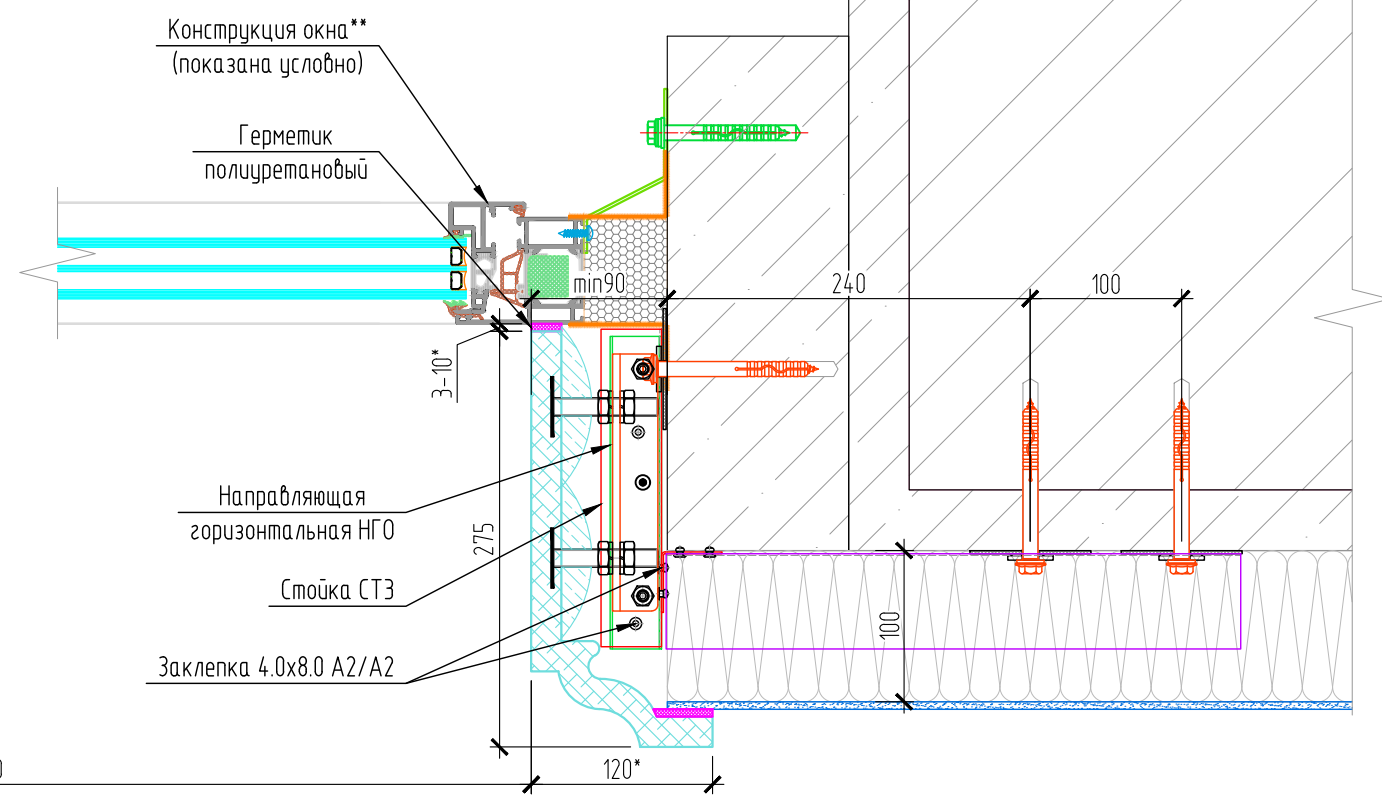 Конструкция окна**
(показана условно)
Герметик
полиуретановый
min90
240
100
3-10*
Направляющая
горизонтальная НГО
275
Стойка СТ3
100
Заклепка 4.0х8.0 А2/А2
120*
0